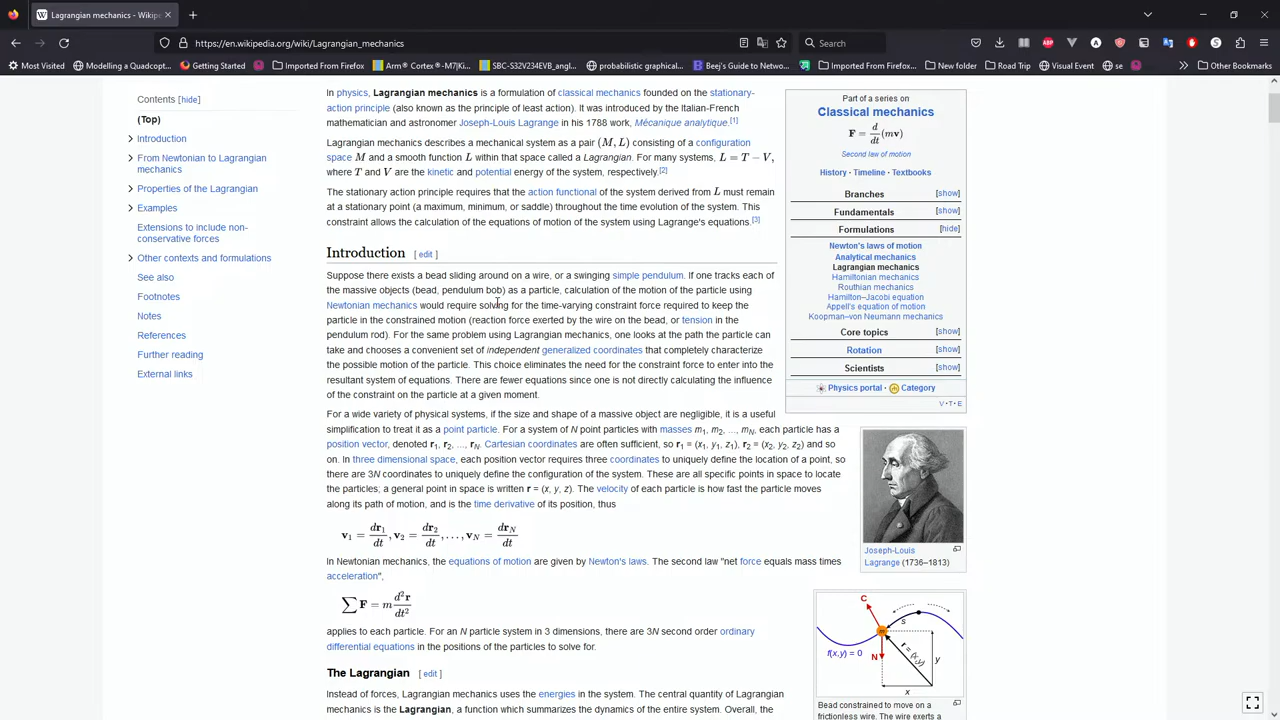 Lagrangian mechanics - Wikipe
https://en.wikipedia.org/wiki/Lagrangian_mechanics
Search
Most Visited
Modelling a Quadcopt...
Getting Started
Imported From Firefox
Arm® Cortex®-M7|Ki...
SBC-S32V234EVB_angl...
probabilistic graphical...
Beej's Guide to Netwo...
Imported From Firefox
New folder
Road Trip
Visual Event
se
Other Bookmarks
Contents [hide]
(Top)
Introduction
From Newtonian to Lagrangian
mechanics
Properties of the Lagrangian
Examples
Extensions to include non-
conservative forces
Other contexts and formulations
See also
Footnotes
Notes
References
Further reading
External links
In physics, Lagrangian mechanics is a formulation of classical mechanics founded on the stationary-
action principle (also known as the principle of least action). It was introduced by the Italian-French
mathematician and astronomer Joseph-Louis Lagrange in his 1788 work, Mécanique analytique.[1]
Lagrangian mechanics describes a mechanical system as a pair (M, L) consisting of a configuration
space M and a smooth function L within that space called a Lagrangian. For many systems, L = T − V,
where T and V are the kinetic and potential energy of the system, respectively.[2]
The stationary action principle requires that the action functional of the system derived from L must remain
at a stationary point (a maximum, minimum, or saddle) throughout the time evolution of the system. This
constraint allows the calculation of the equations of motion of the system using Lagrange's equations.[3]
Introduction [ edit ]
Suppose there exists a bead sliding around on a wire, or a swinging simple pendulum. If one tracks each of
the massive objects (bead, pendulum bob) as a particle, calculation of the motion of the particle using
Newtonian mechanics would require solving for the time-varying constraint force required to keep the
particle in the constrained motion (reaction force exerted by the wire on the bead, or tension in the
pendulum rod). For the same problem using Lagrangian mechanics, one looks at the path the particle can
take and chooses a convenient set of independent generalized coordinates that completely characterize
the possible motion of the particle. This choice eliminates the need for the constraint force to enter into the
resultant system of equations. There are fewer equations since one is not directly calculating the influence
of the constraint on the particle at a given moment.
For a wide variety of physical systems, if the size and shape of a massive object are negligible, it is a useful
simplification to treat it as a point particle. For a system of N point particles with masses m1, m2, ..., mN, each particle has a
position vector, denoted r1, r2, ..., rN. Cartesian coordinates are often sufficient, so r1 = (x1, y1, z1), r2 = (x2, y2, z2) and so
on. In three dimensional space, each position vector requires three coordinates to uniquely define the location of a point, so
there are 3N coordinates to uniquely define the configuration of the system. These are all specific points in space to locate
the particles; a general point in space is written r = (x, y, z). The velocity of each particle is how fast the particle moves
along its path of motion, and is the time derivative of its position, thus
v1 = dr1/dt, v2 = dr2/dt, ..., vN = drN/dt
In Newtonian mechanics, the equations of motion are given by Newton's laws. The second law "net force equals mass times
acceleration",
∑ F = m d²r/dt²
applies to each particle. For an N particle system in 3 dimensions, there are 3N second order ordinary
differential equations in the positions of the particles to solve for.
The Lagrangian [ edit ]
Instead of forces, Lagrangian mechanics uses the energies in the system. The central quantity of Lagrangian
mechanics is the Lagrangian, a function which summarizes the dynamics of the entire system. Overall, the
Part of a series on
Classical mechanics
F = d/dt (mv)
Second law of motion
History · Timeline · Textbooks
Branches [show]
Fundamentals [show]
Formulations [hide]
Newton's laws of motion
Analytical mechanics
Lagrangian mechanics
Hamiltonian mechanics
Routhian mechanics
Hamilton–Jacobi equation
Appell's equation of motion
Koopman–von Neumann mechanics
Core topics [show]
Rotation [show]
Scientists [show]
Physics portal · Category
V · T · E
Joseph-Louis
Lagrange (1736–1813)
C
s
f(x,y) = 0
N
r = (x,y)
y
x
Bead constrained to move on a
frictionless wire. The wire exerts a